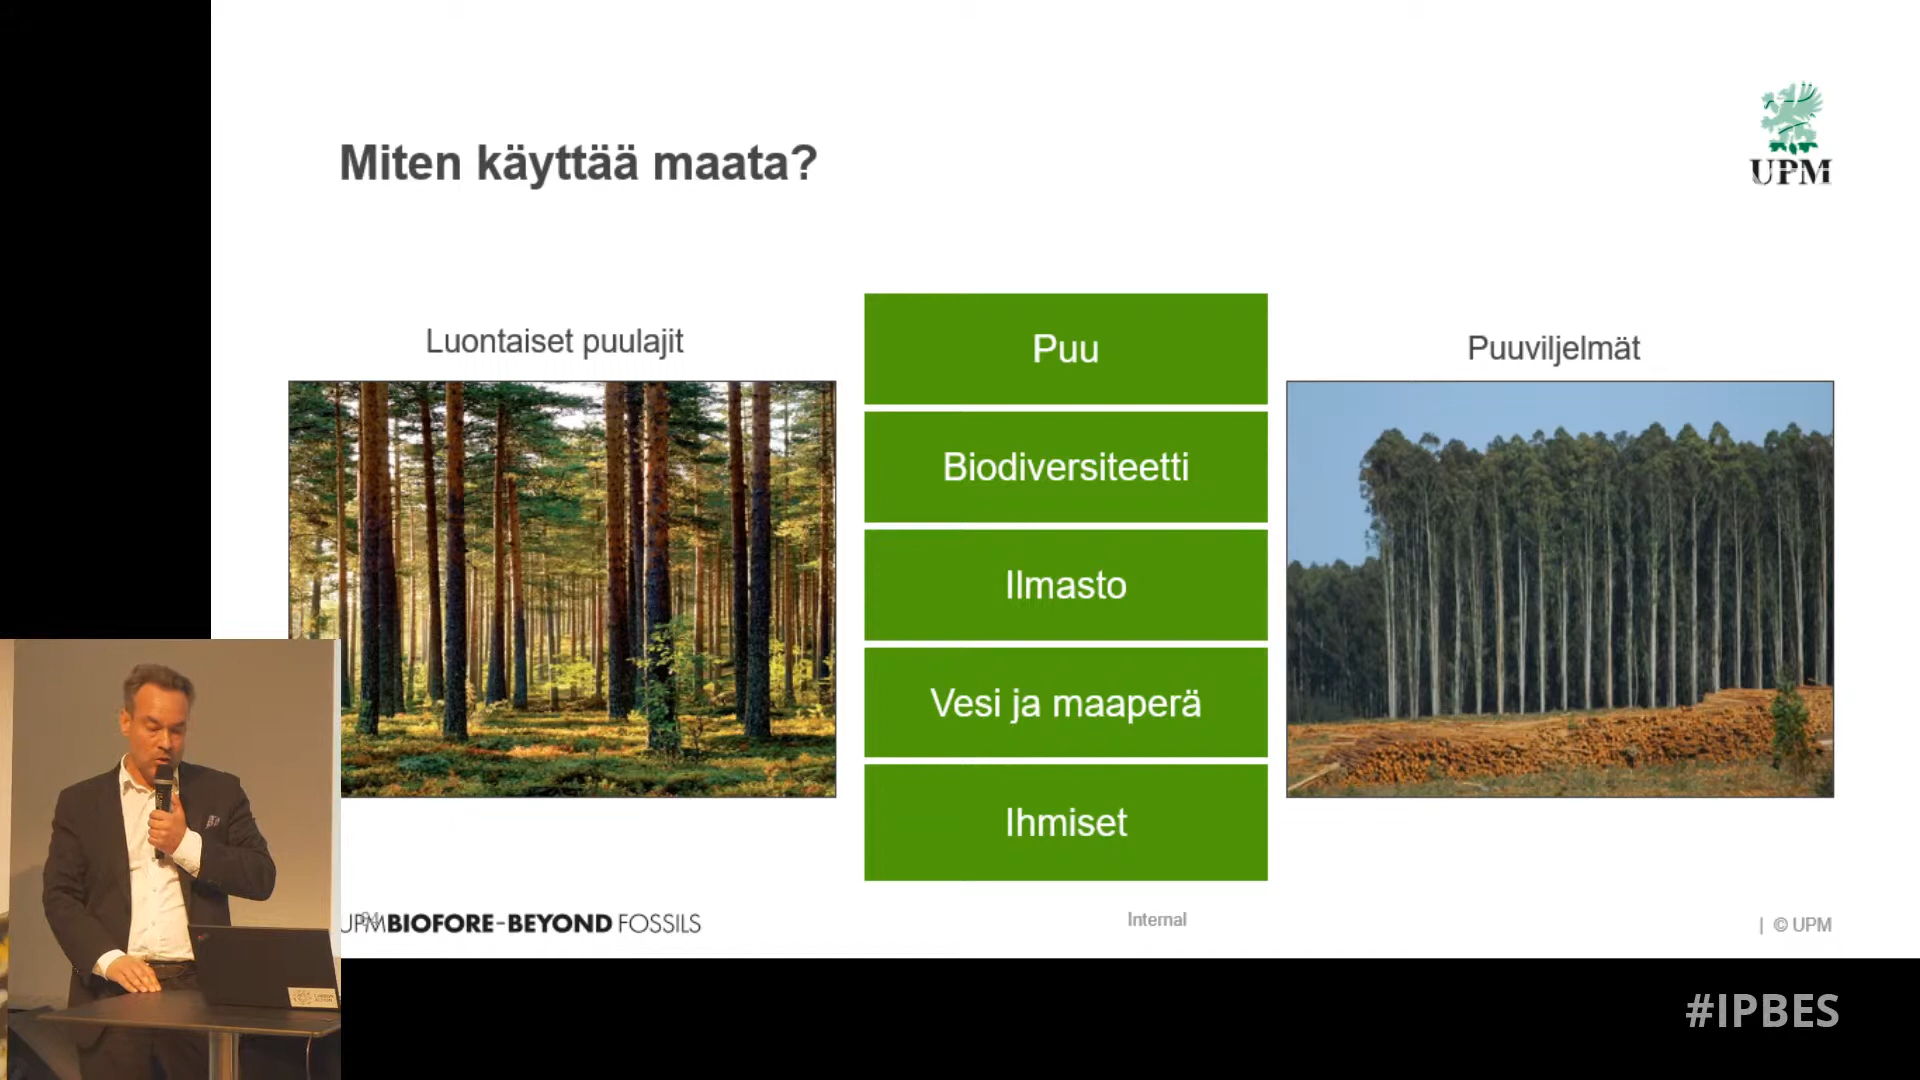 Miten käyttää maata?
UPM
Luontaiset puulajit
Puu
Biodiversiteetti
Ilmasto
Vesi ja maaperä
Ihmiset
Puuviljelmät
UPM BIOFORE-BEYOND FOSSILS
Internal
| © UPM
#IPBES